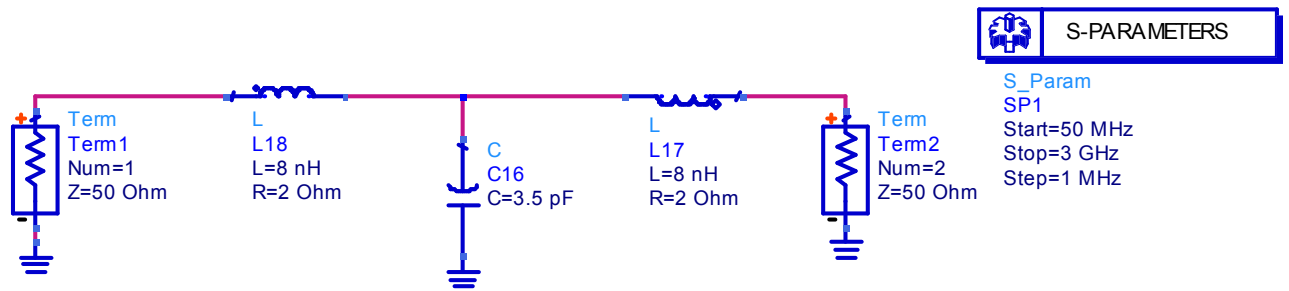 S-PARAMETERS
S_Param
SP1
Start=50 MHz
Stop=3 GHz
Step=1 MHz
Term
Term1
Num=1
Z=50 Ohm
L
L18
L=8 nH
R=2 Ohm
C
C16
C=3.5 pF
L
L17
L=8 nH
R=2 Ohm
Term
Term2
Num=2
Z=50 Ohm